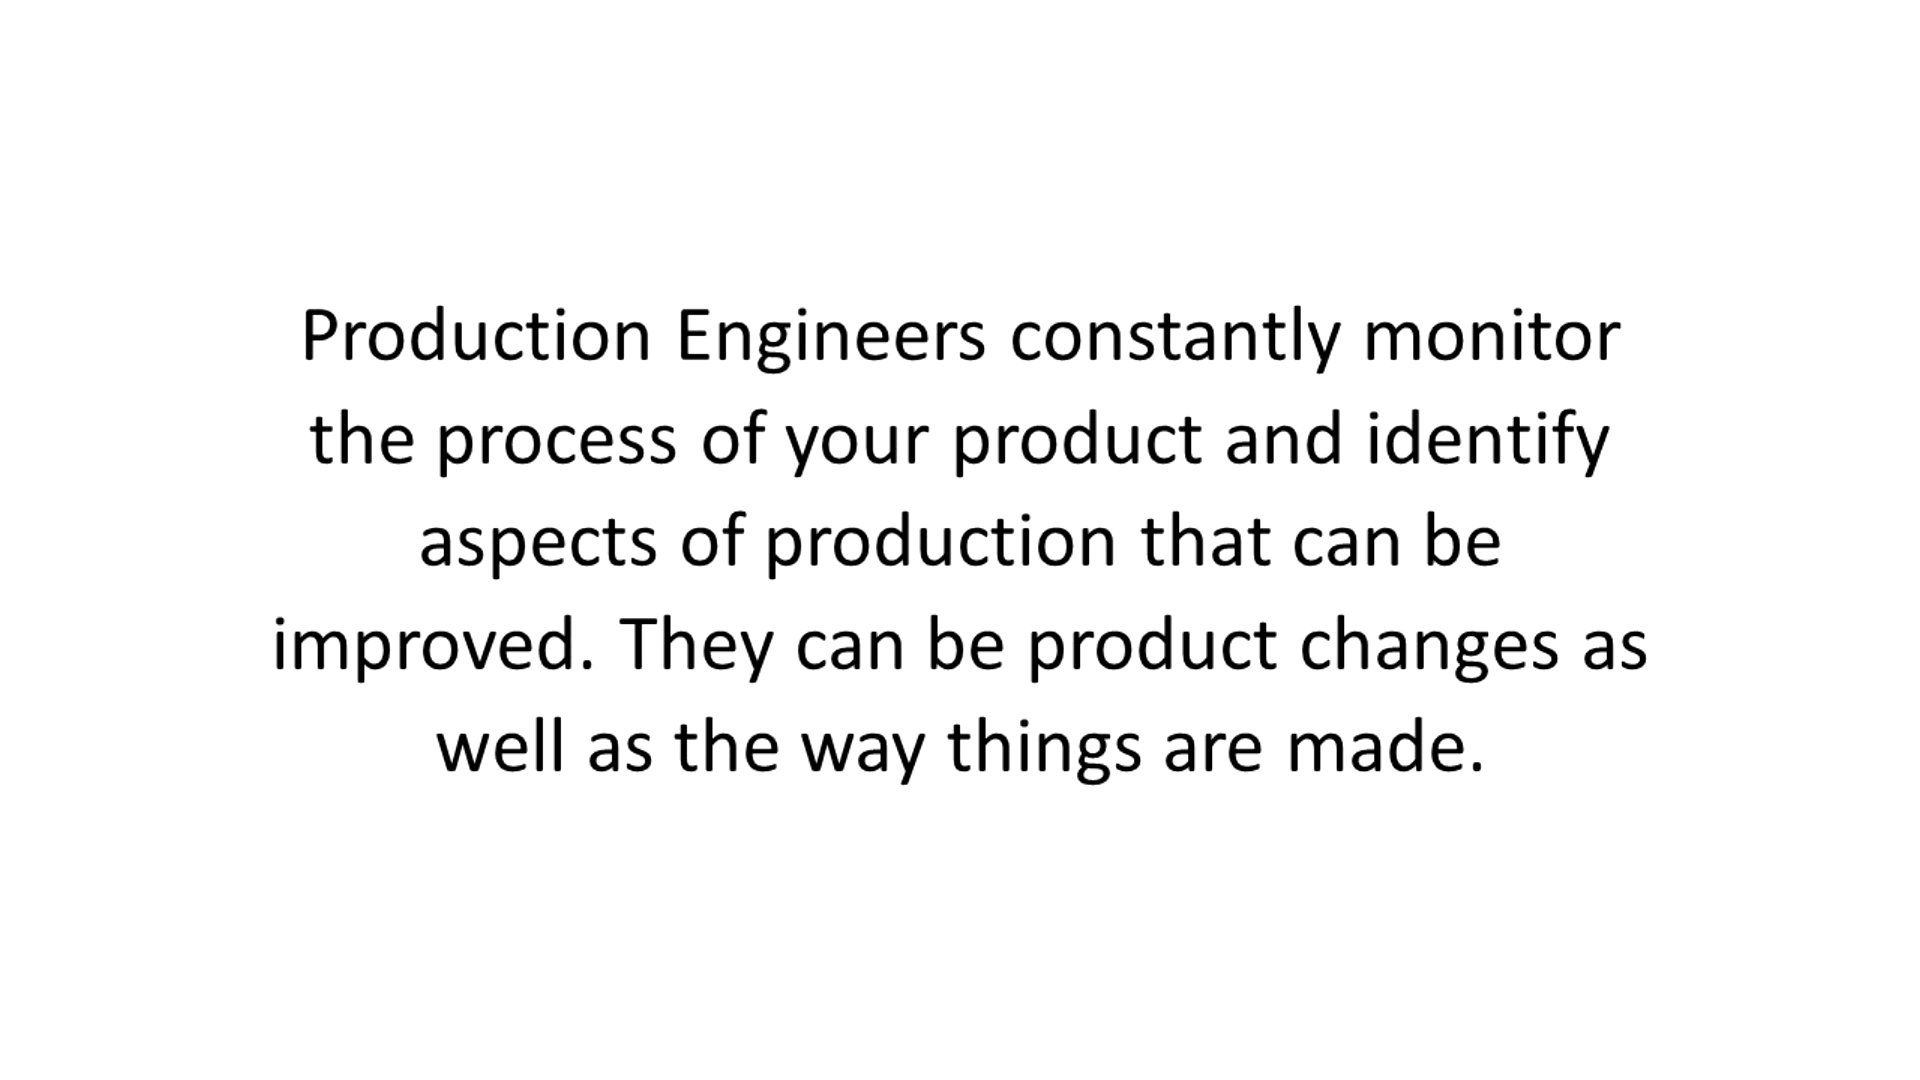 Production Engineers constantly monitor
the process of your product and identify
aspects of production that can be
improved. They can be product changes as
well as the way things are made.